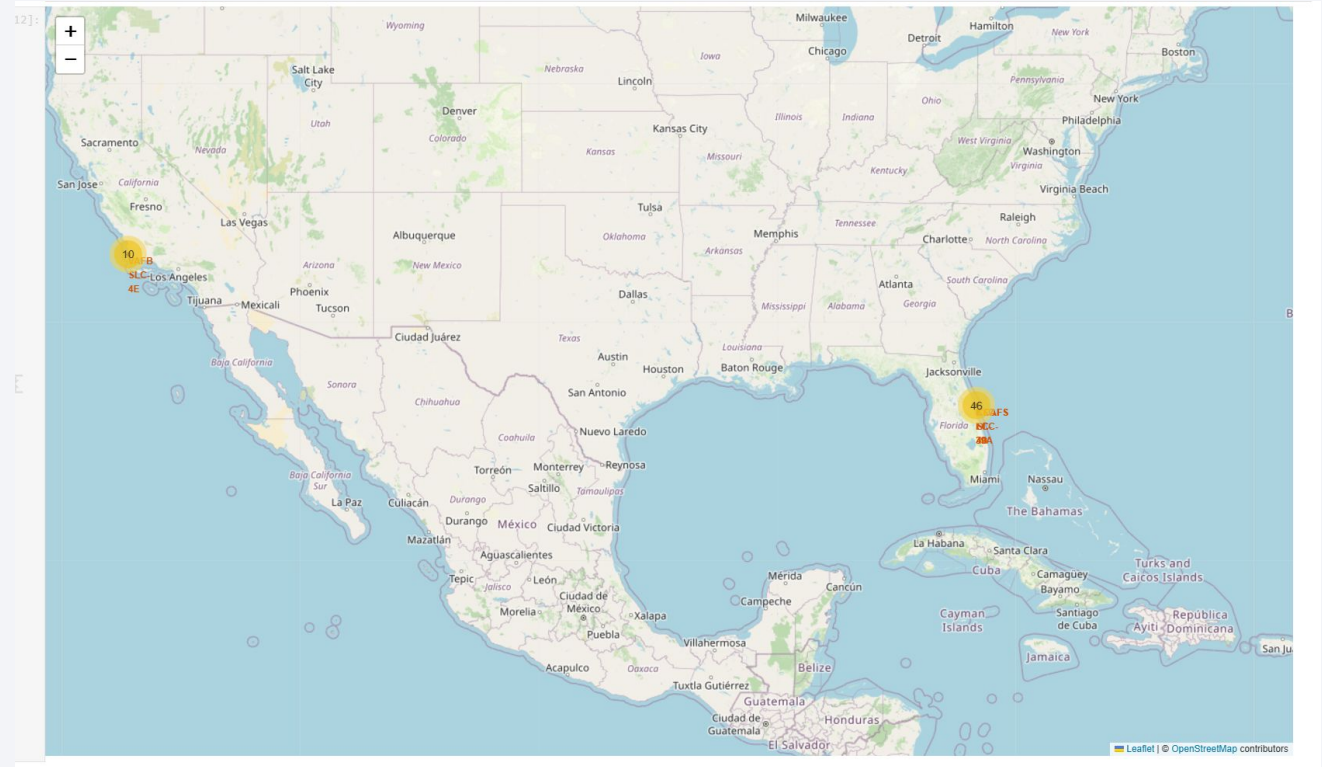 12]:
+
−
Wyoming
Milwaukee
Hamilton
New York
Detroit
Chicago
Boston
Iowa
Salt Lake
City
Nebraska
Lincoln
Pennsylvania
New York
Ohio
Denver
Philadelphia
Utah
Illinois
Indiana
Kansas City
Colorado
West Virginia
Sacramento
Nevada
Kansas
Missouri
Washington
Virginia
Kentucky
San Jose
California
Virginia Beach
Fresno
Tulsa
Las Vegas
Raleigh
Tennessee
Albuquerque
Oklahoma
Memphis
Charlotte
North Carolina
Arkansas
10
FB
Arizona
New Mexico
SLC-
Los Angeles
South Carolina
Atlanta
4E
Phoenix
Dallas
Tijuana
Mexicali
Tucson
Mississippi
Alabama
Georgia
Ciudad Juárez
Texas
Louisiana
Austin
Baja California
Houston
Baton Rouge
Jacksonville
Sonora
San Antonio
Chihuahua
46
AFS
Florida
Nuevo Laredo
Coahuila
Torreón
Monterrey
Reynosa
Baja California
Sur
Miami
Nassau
Saltillo
Tamaulipas
La Paz
Culiacán
Durango
The Bahamas
Durango
México
Ciudad Victoria
Mazatlán
La Habana
Santa Clara
Aguascalientes
Cuba
Turks and
Caicos Islands
Tepic
León
Mérida
Camagüey
Jalisco
Cancún
Bayamo
Ciudad de
México
Campeche
Morelia
Xalapa
Cayman
Islands
Santiago
de Cuba
República
Dominicana
Ayiti
Puebla
Villahermosa
San Ju
Jamaica
Acapulco
Oaxaca
Belize
Tuxtla Gutiérrez
Guatemala
Ciudad de
Guatemala
Honduras
El Salvador
Leaflet | © OpenStreetMap contributors